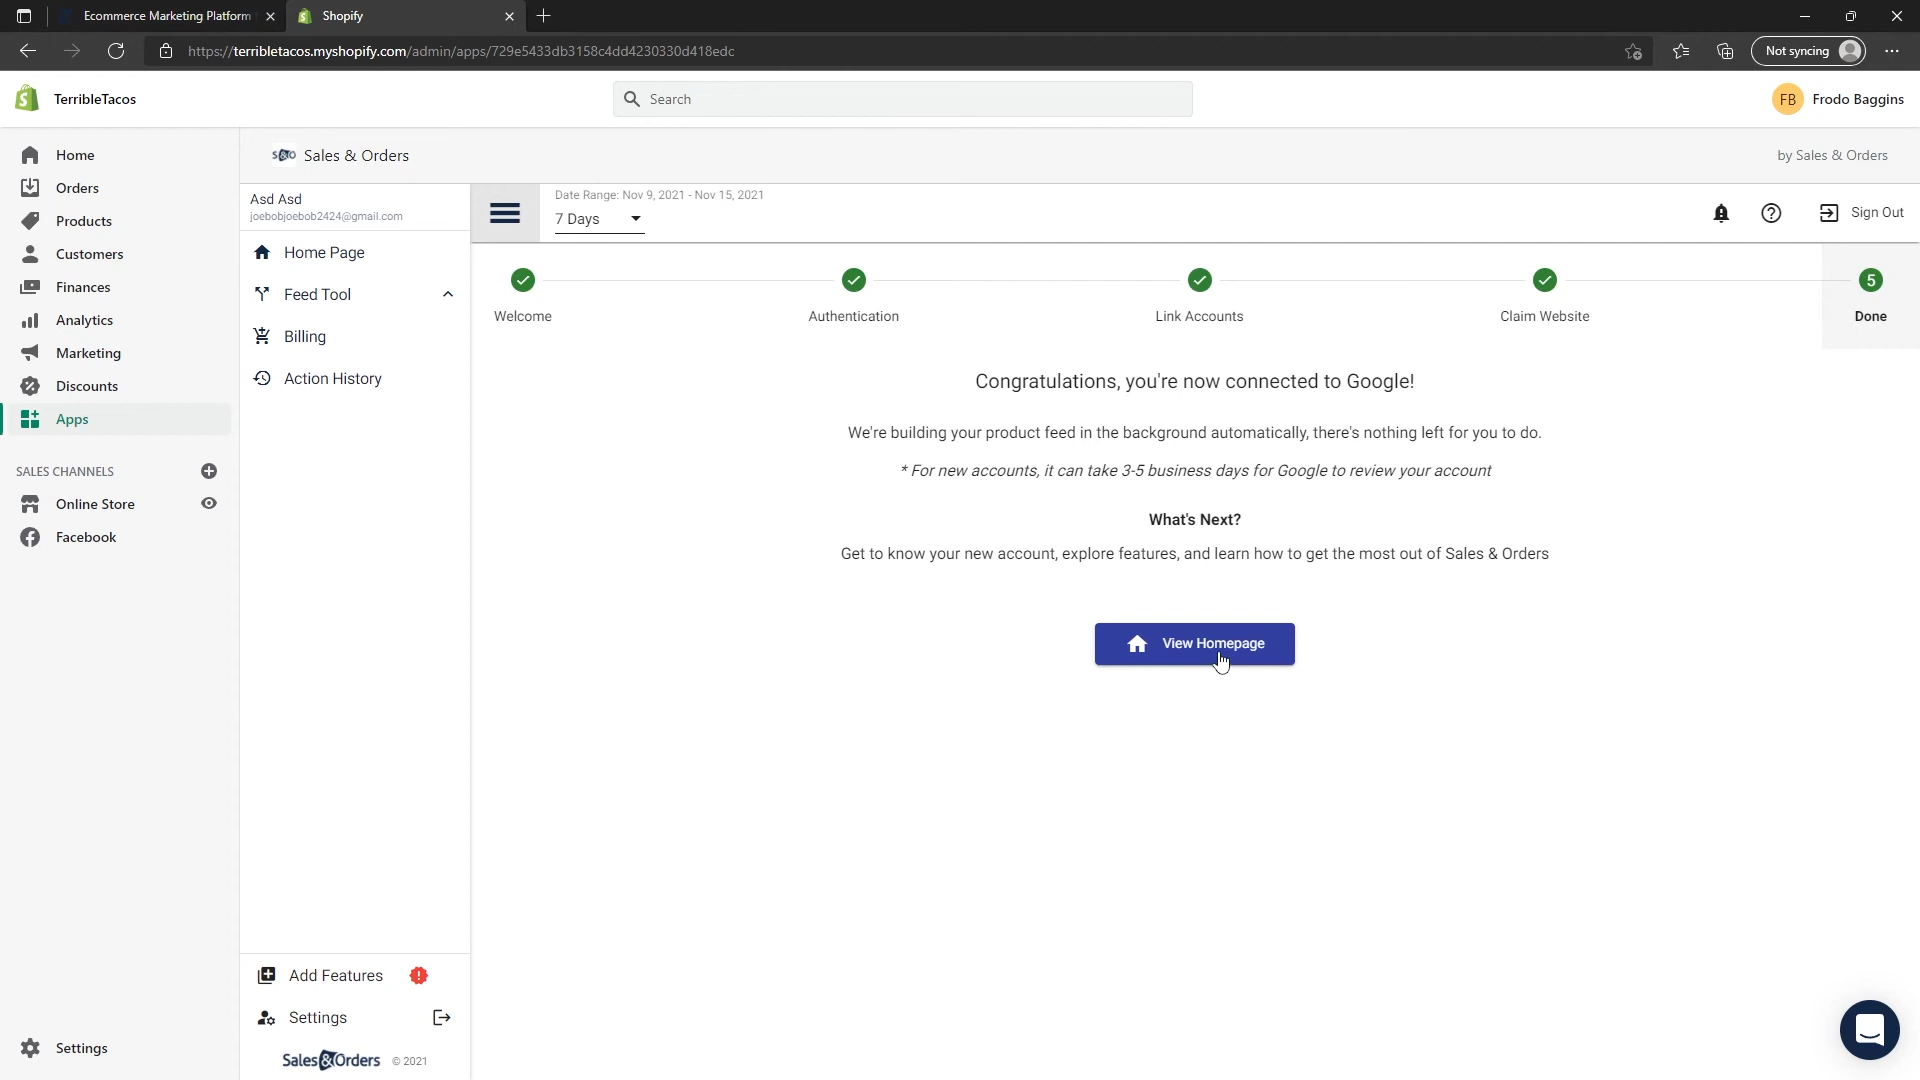 Ecommerce Marketing Platform
Shopify
https://terribletacos.myshopify.com/admin/apps/729e5433db3158c4dd4230330d418edc
Not syncing
TerribleTacos
Search
FB Frodo Baggins
Home
Orders
Products
Customers
Finances
Analytics
Marketing
Discounts
Apps
SALES CHANNELS
Online Store
Facebook
Settings
S&O Sales & Orders
by Sales & Orders
Asd Asd
joebobjoebob2424@gmail.com
Home Page
Feed Tool
Billing
Action History
Add Features
Settings
Sales&Orders © 2021
Date Range: Nov 9, 2021 - Nov 15, 2021
7 Days
Sign Out
Welcome
Authentication
Link Accounts
Claim Website
5
Done
Congratulations, you're now connected to Google!
We're building your product feed in the background automatically, there's nothing left for you to do.
* For new accounts, it can take 3-5 business days for Google to review your account
What's Next?
Get to know your new account, explore features, and learn how to get the most out of Sales & Orders
View Homepage